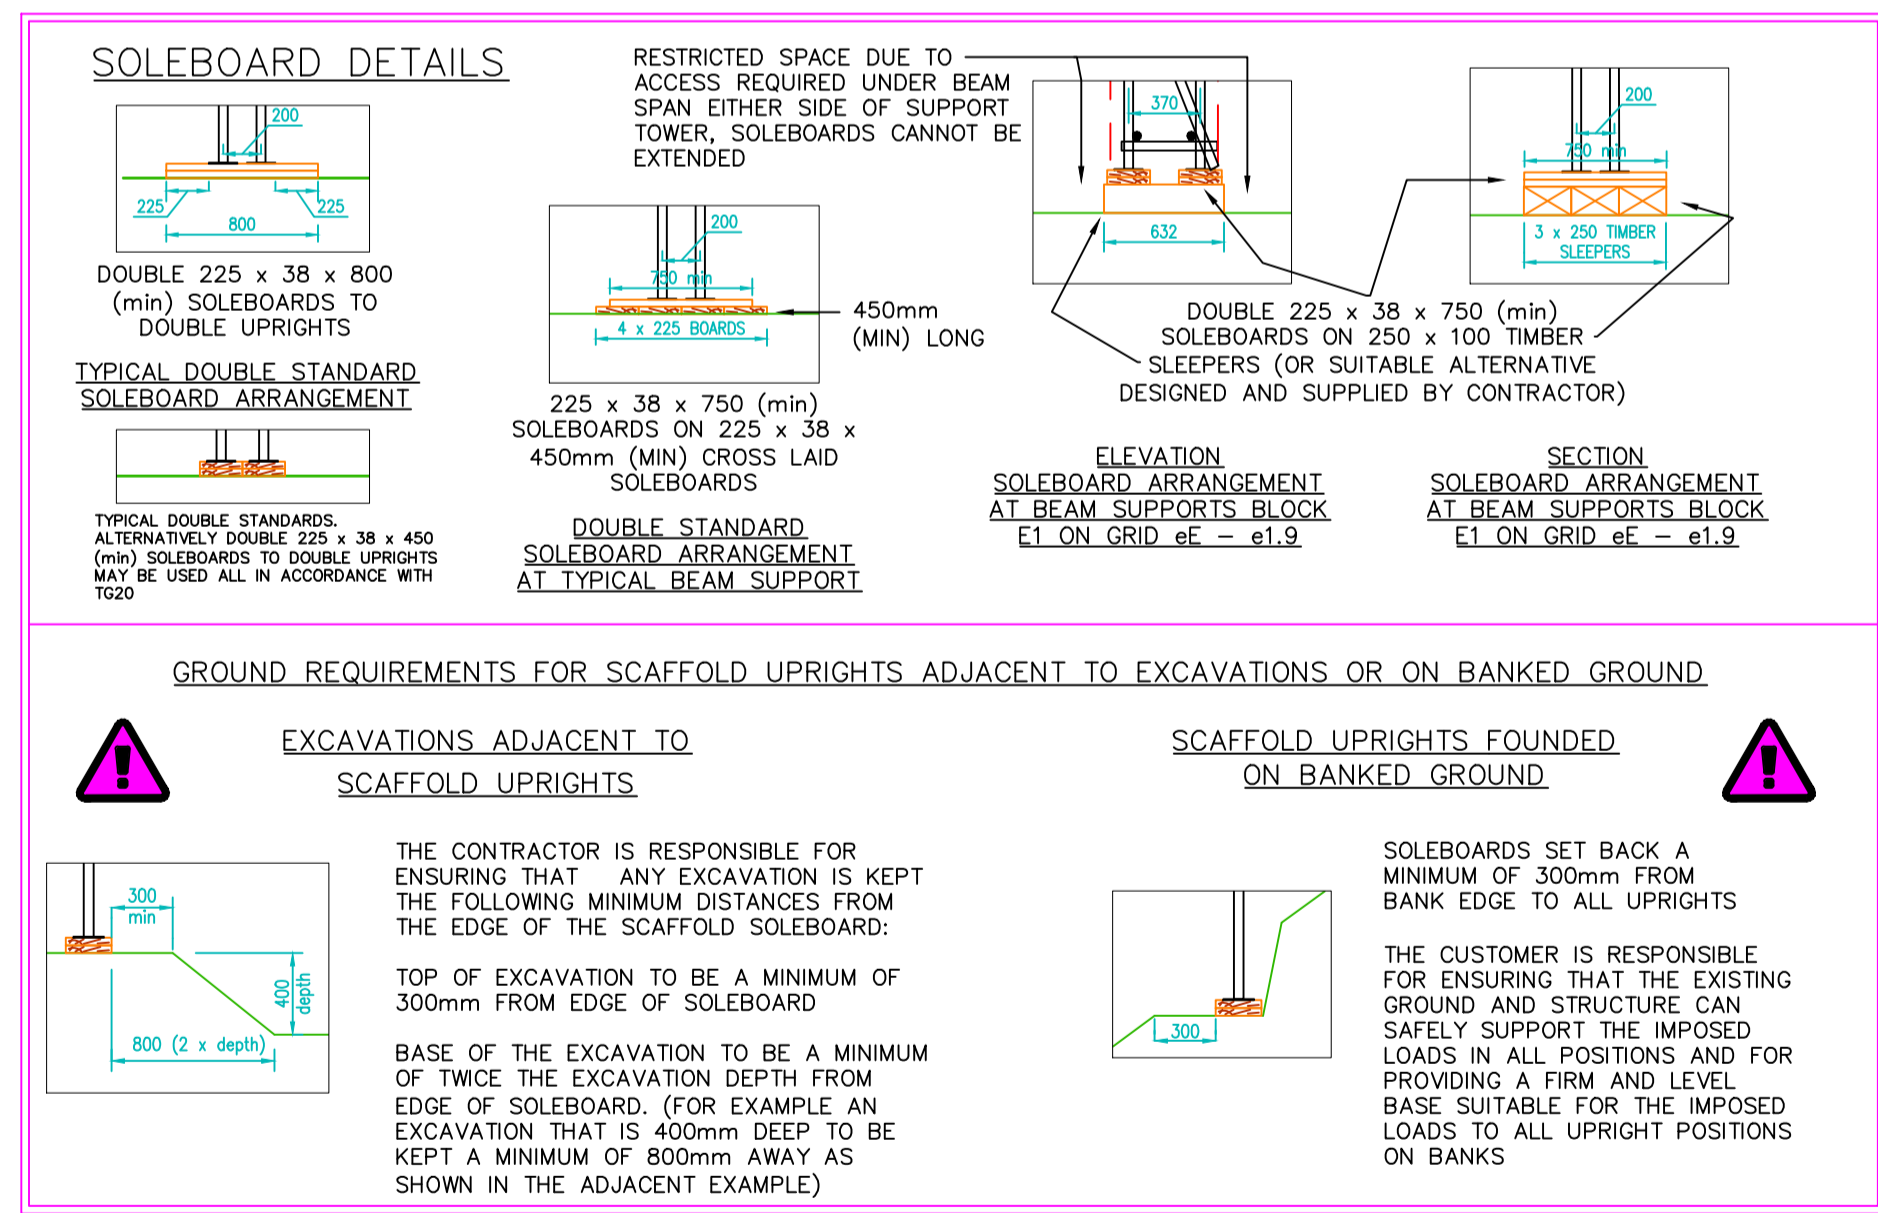 SOLEBOARD DETAILS
200
225
225
800
DOUBLE 225 x 38 x 800
(min) SOLEBOARDS TO
DOUBLE UPRIGHTS
TYPICAL DOUBLE STANDARD
SOLEBOARD ARRANGEMENT
TYPICAL DOUBLE STANDARDS.
ALTERNATIVELY DOUBLE 225 x 38 x 450
(min) SOLEBOARDS TO DOUBLE UPRIGHTS
MAY BE USED ALL IN ACCORDANCE WITH
TG20
RESTRICTED SPACE DUE TO
ACCESS REQUIRED UNDER BEAM
SPAN EITHER SIDE OF SUPPORT
TOWER, SOLEBOARDS CANNOT BE
EXTENDED
200
750 min
4 x 225 BOARDS
450mm
(MIN) LONG
225 x 38 x 750 (min)
SOLEBOARDS ON 225 x 38 x
450mm (MIN) CROSS LAID
SOLEBOARDS
DOUBLE STANDARD
SOLEBOARD ARRANGEMENT
AT TYPICAL BEAM SUPPORT
370
632
200
750 min
3 x 250 TIMBER
SLEEPERS
DOUBLE 225 x 38 x 750 (min)
SOLEBOARDS ON 250 x 100 TIMBER
SLEEPERS (OR SUITABLE ALTERNATIVE
DESIGNED AND SUPPLIED BY CONTRACTOR)
ELEVATION
SOLEBOARD ARRANGEMENT
AT BEAM SUPPORTS BLOCK
E1 ON GRID eE – e1.9
SECTION
SOLEBOARD ARRANGEMENT
AT BEAM SUPPORTS BLOCK
E1 ON GRID eE – e1.9
GROUND REQUIREMENTS FOR SCAFFOLD UPRIGHTS ADJACENT TO EXCAVATIONS OR ON BANKED GROUND
EXCAVATIONS ADJACENT TO
SCAFFOLD UPRIGHTS
300
min
400
depth
800 (2 x depth)
THE CONTRACTOR IS RESPONSIBLE FOR
ENSURING THAT ANY EXCAVATION IS KEPT
THE FOLLOWING MINIMUM DISTANCES FROM
THE EDGE OF THE SCAFFOLD SOLEBOARD:
TOP OF EXCAVATION TO BE A MINIMUM OF
300mm FROM EDGE OF SOLEBOARD
BASE OF THE EXCAVATION TO BE A MINIMUM
OF TWICE THE EXCAVATION DEPTH FROM
EDGE OF SOLEBOARD. (FOR EXAMPLE AN
EXCAVATION THAT IS 400mm DEEP TO BE
KEPT A MINIMUM OF 800mm AWAY AS
SHOWN IN THE ADJACENT EXAMPLE)
SCAFFOLD UPRIGHTS FOUNDED
ON BANKED GROUND
300
SOLEBOARDS SET BACK A
MINIMUM OF 300mm FROM
BANK EDGE TO ALL UPRIGHTS
THE CUSTOMER IS RESPONSIBLE
FOR ENSURING THAT THE EXISTING
GROUND AND STRUCTURE CAN
SAFELY SUPPORT THE IMPOSED
LOADS IN ALL POSITIONS AND FOR
PROVIDING A FIRM AND LEVEL
BASE SUITABLE FOR THE IMPOSED
LOADS TO ALL UPRIGHT POSITIONS
ON BANKS